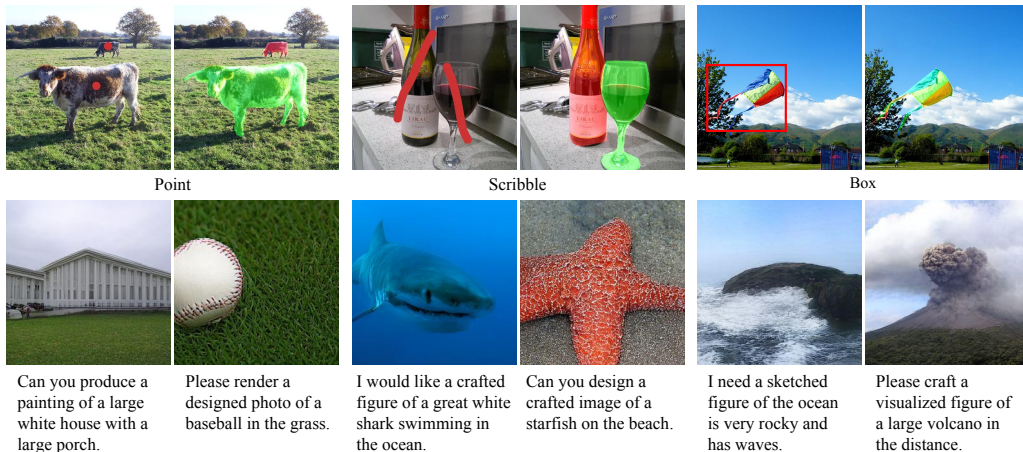 Point
Scribble
Box
Can you produce a
painting of a large
white house with a
large porch.
Please render a
designed photo of a
baseball in the grass.
I would like a crafted
figure of a great white
shark swimming in
the ocean.
Can you design a
crafted image of a
starfish on the beach.
I need a sketched
figure of the ocean
is very rocky and
has waves.
Please craft a
visualized figure of
a large volcano in
the distance.